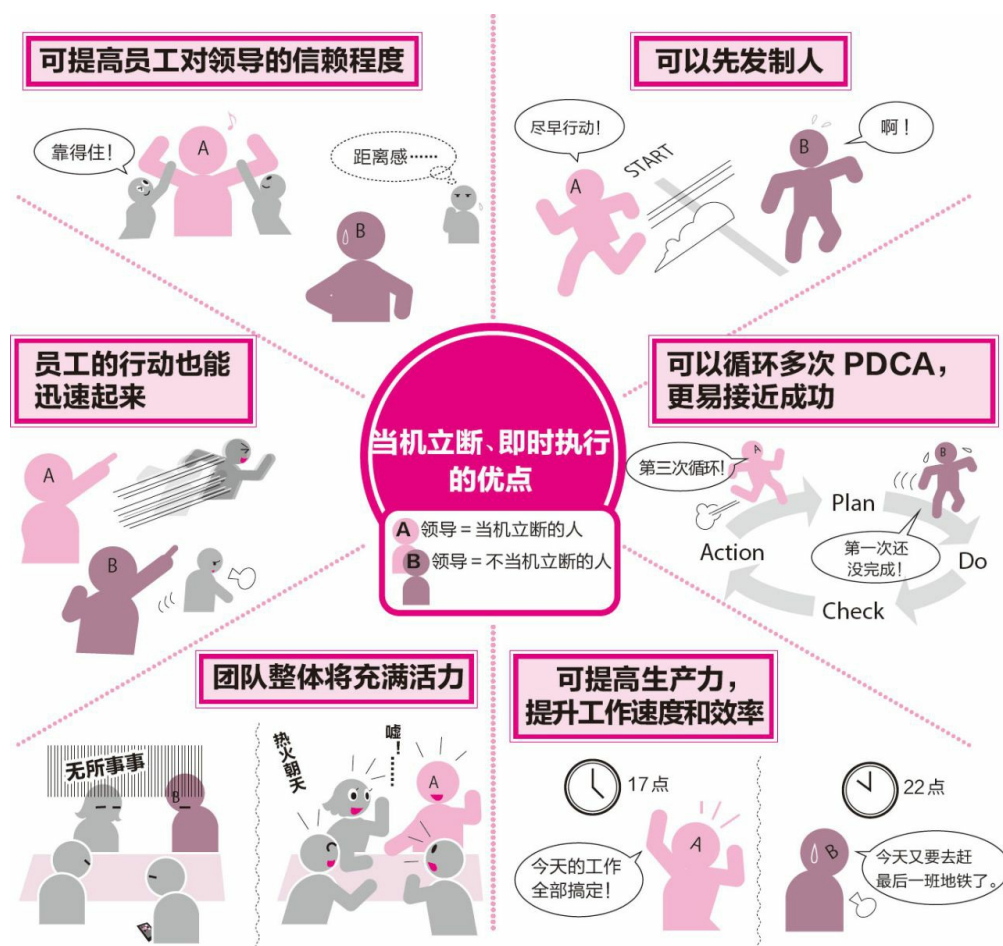 可提高员工对领导的信赖程度
靠得住！
A
距离感……
B
可以先发制人
尽早行动！
A
START
B
啊！
员工的行动也能
迅速起来
A
B
当机立断、即时执行
的优点
A 领导＝当机立断的人
B 领导＝不当机立断的人
可以循环多次 PDCA，
更易接近成功
第三次循环！
A
B
Plan
Action
第一次还
没完成！
Do
Check
团队整体将充满活力
无所事事
B
热火朝天
嘘！……
A
可提高生产力，
提升工作速度和效率
17点
今天的工作
全部搞定！
A
22点
B
今天又要去赶
最后一班地铁了。